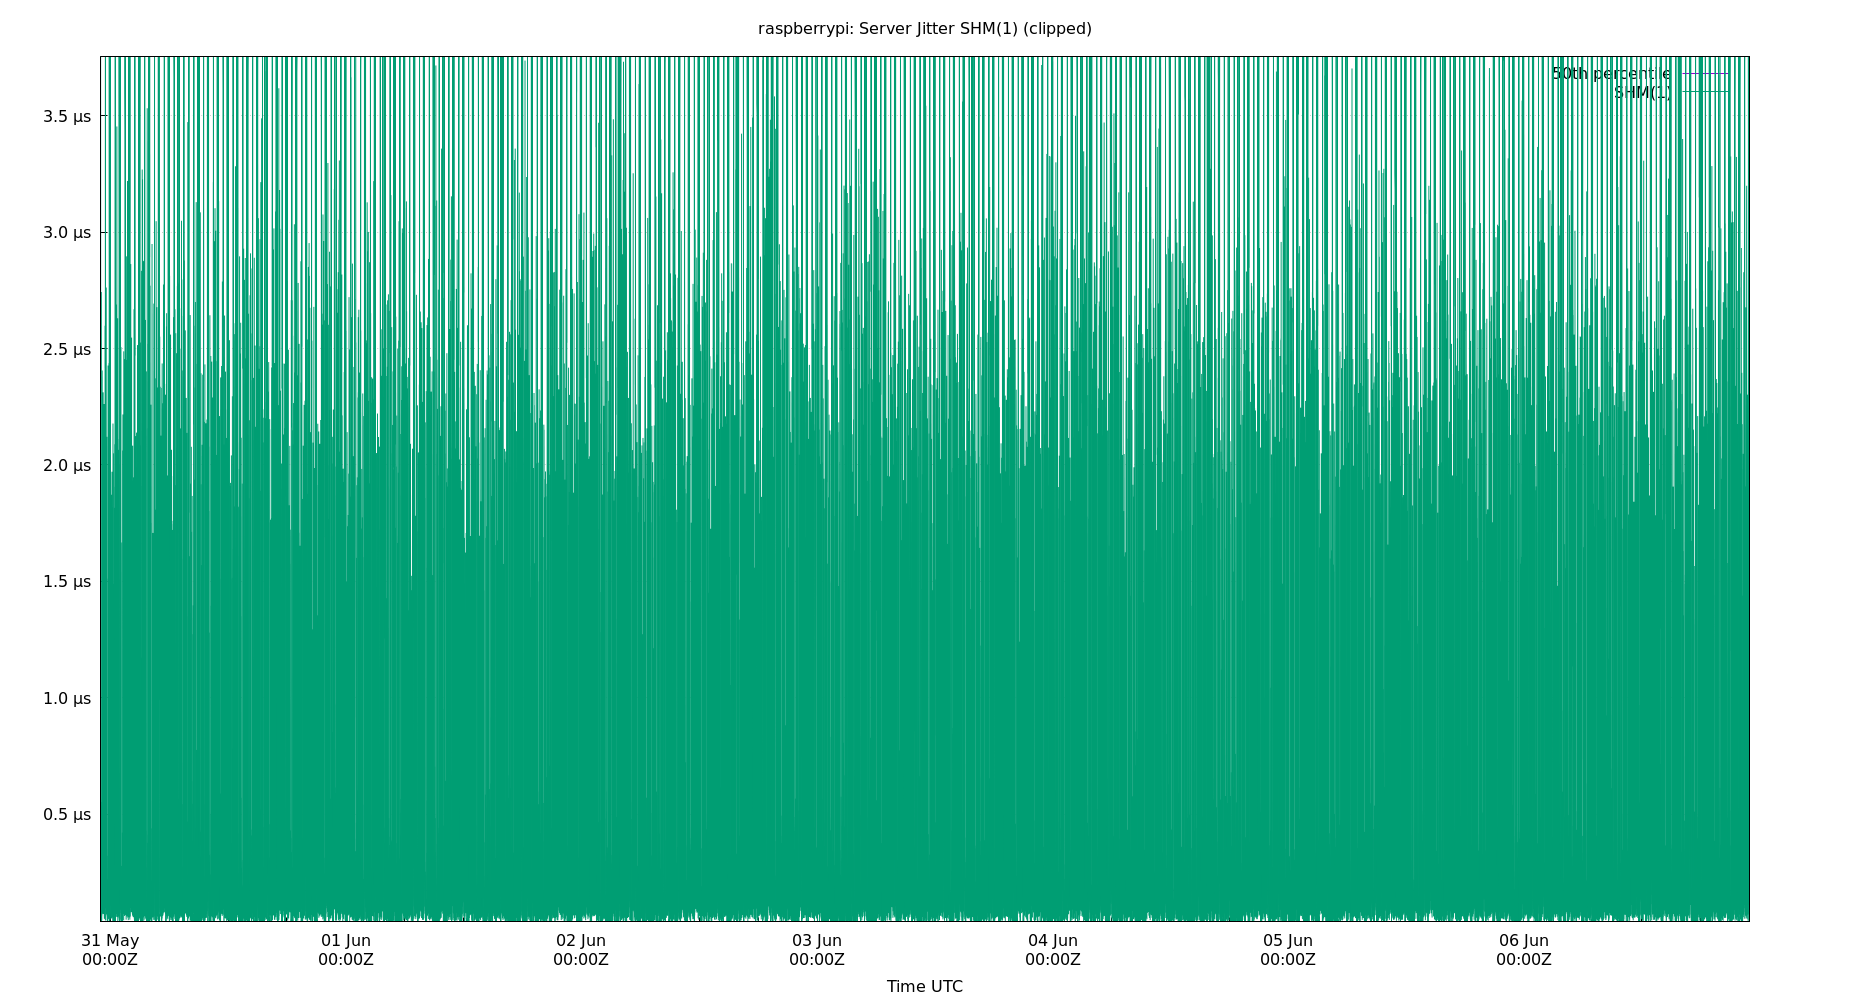 raspberrypi: Server Jitter SHM(1) (clipped)
50th percentile
SHM(1)
3.5 µs
3.0 µs
2.5 µs
2.0 µs
1.5 µs
1.0 µs
0.5 µs
31 May 01 Jun 02 Jun 03 Jun 04 Jun 05 Jun 06 Jun
00:00Z 00:00Z 00:00Z 00:00Z 00:00Z 00:00Z 00:00Z
Time UTC